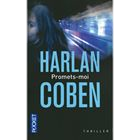 HARLAN
Promets-moi
COBEN
POCKET
THRILLER